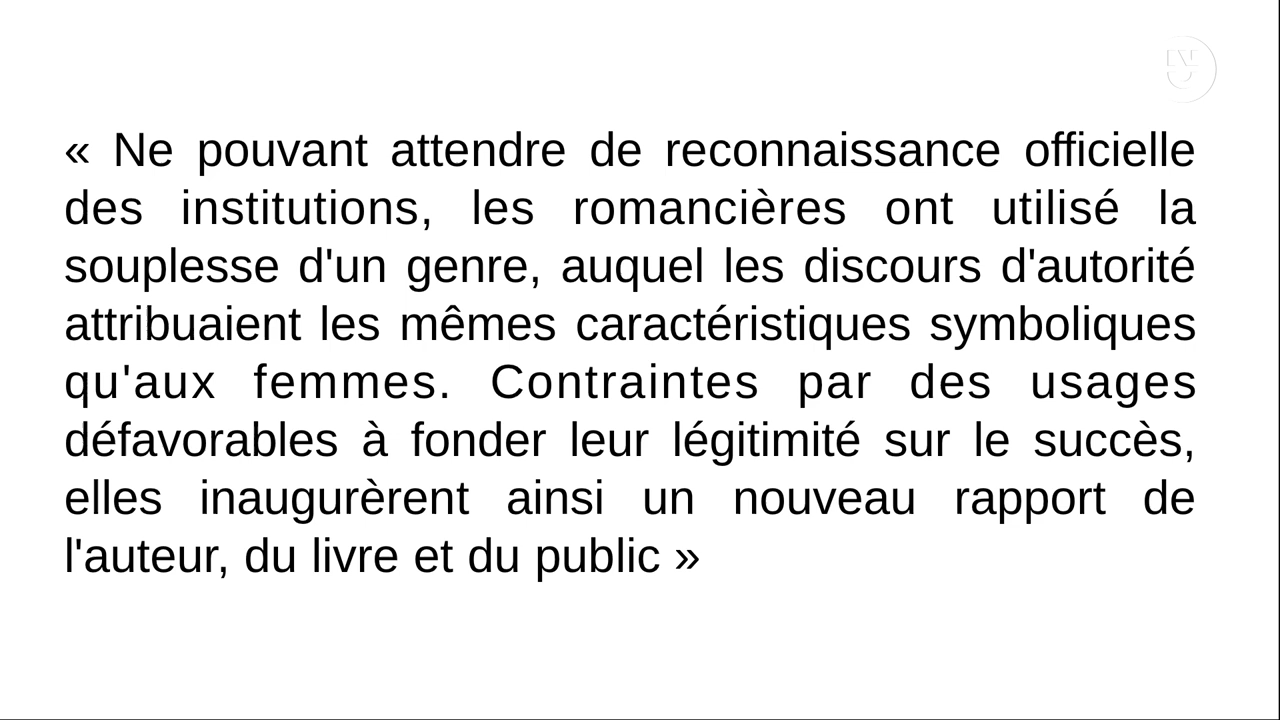 « Ne pouvant attendre de reconnaissance officielle
des institutions, les romancières ont utilisé la
souplesse d'un genre, auquel les discours d'autorité
attribuaient les mêmes caractéristiques symboliques
qu'aux femmes. Contraintes par des usages
défavorables à fonder leur légitimité sur le succès,
elles inaugurèrent ainsi un nouveau rapport de
l'auteur, du livre et du public »